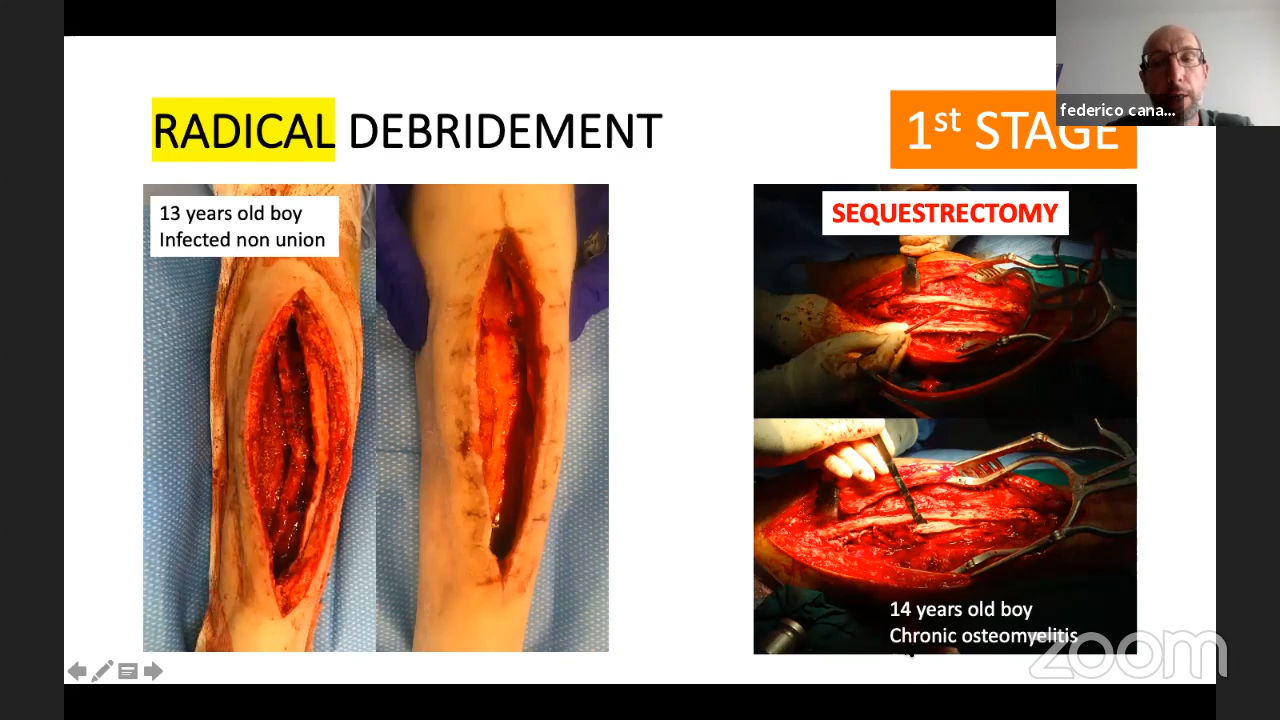 RADICAL DEBRIDEMENT
1st STAGE
federico cana...
13 years old boy
Infected non union
SEQUESTRECTOMY
14 years old boy
Chronic osteomyelitis
zoom